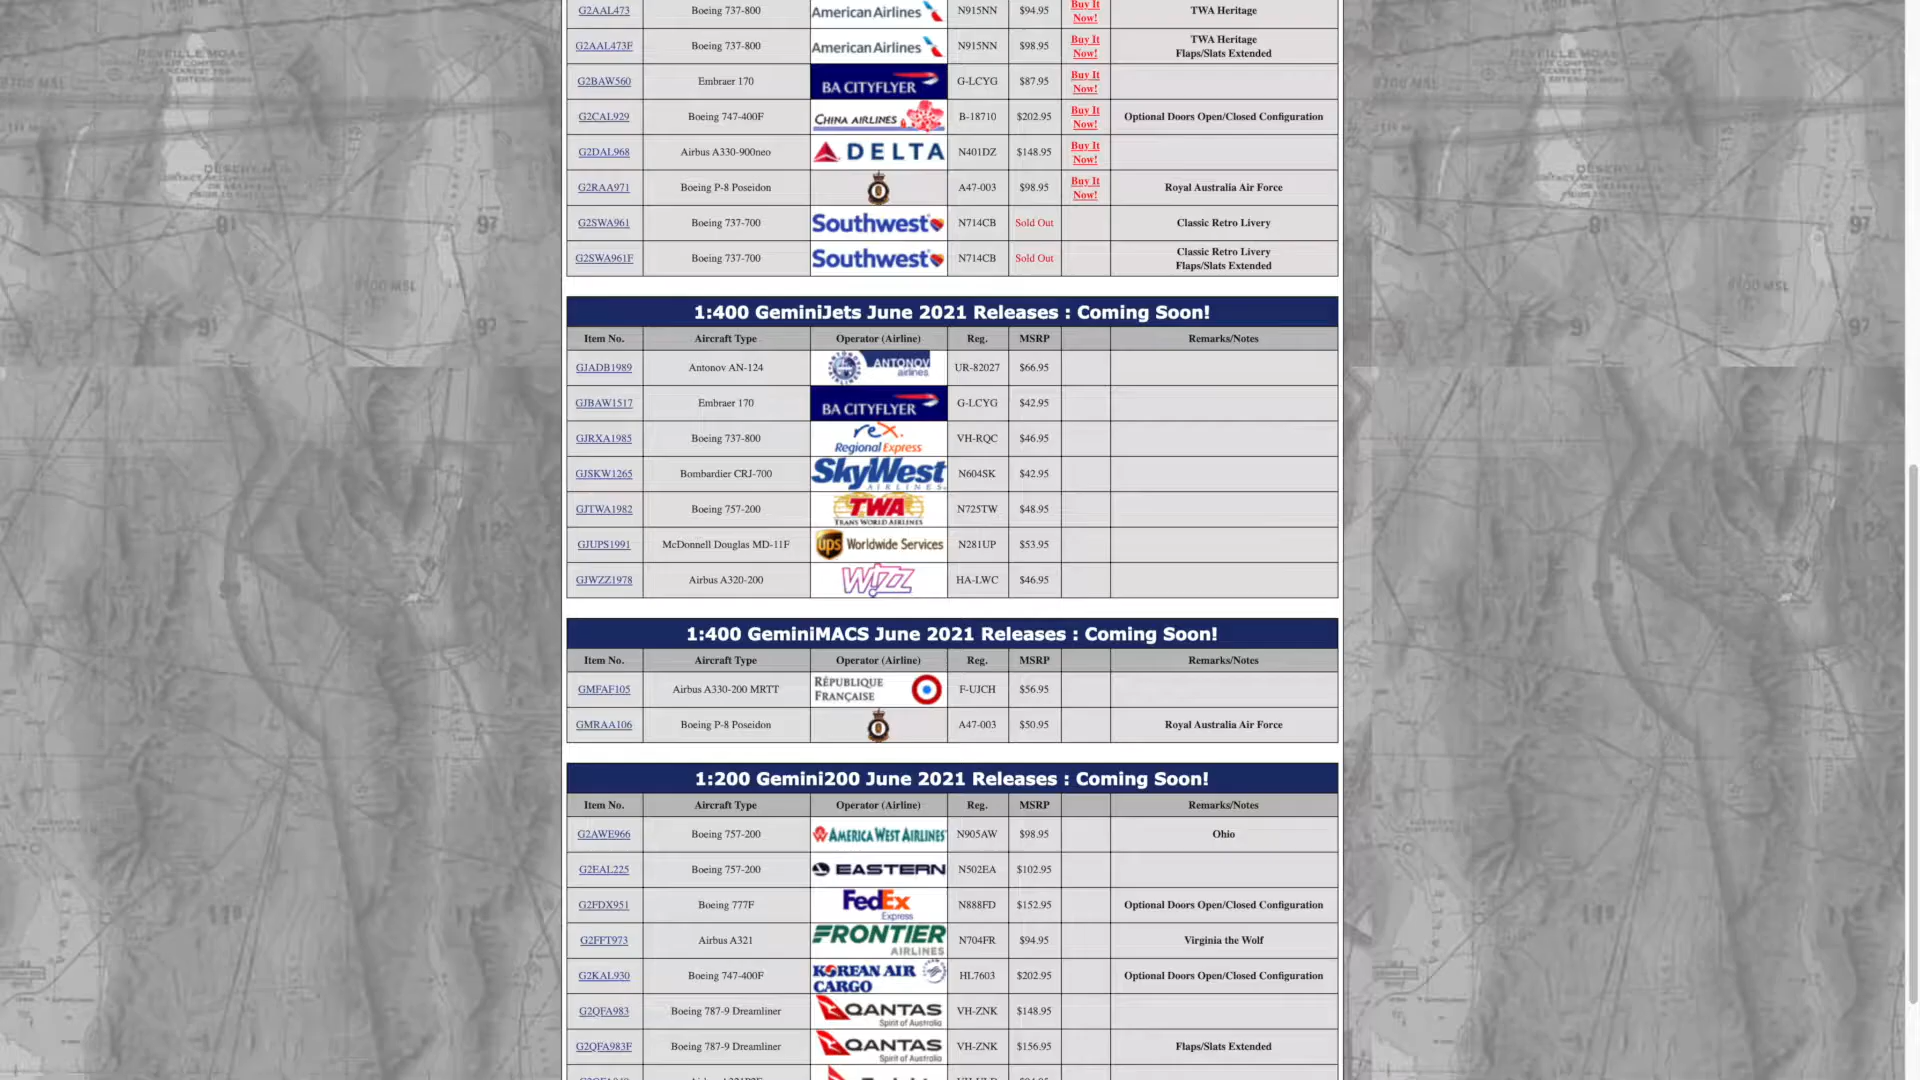 G2AAL473 Boeing 737-800 American Airlines N915NN $94.95 Buy It Now! TWA Heritage
G2AAL473F Boeing 737-800 American Airlines N915NN $98.95 Buy It Now! TWA Heritage Flaps/Slats Extended
G2BAW560 Embraer 170 BA CITYFLYER G-LCYG $87.95 Buy It Now!
G2CAL929 Boeing 747-400F CHINA AIRLINES B-18710 $202.95 Buy It Now! Optional Doors Open/Closed Configuration
G2DAL968 Airbus A330-900neo DELTA N401DZ $148.95 Buy It Now!
G2RAA971 Boeing P-8 Poseidon A47-003 $98.95 Buy It Now! Royal Australia Air Force
G2SWA961 Boeing 737-700 Southwest N714CB Sold Out Classic Retro Livery
G2SWA961F Boeing 737-700 Southwest N714CB Sold Out Classic Retro Livery Flaps/Slats Extended
1:400 GeminiJets June 2021 Releases : Coming Soon!
Item No. Aircraft Type Operator (Airline) Reg. MSRP Remarks/Notes
GJADB1989 Antonov AN-124 ANTONOV airlines UR-82027 $66.95
GJBAW1517 Embraer 170 BA CITYFLYER G-LCYG $42.95
GJRXA1985 Boeing 737-800 rex. Regional Express VH-RQC $46.95
GJSKW1265 Bombardier CRJ-700 SkyWest AIRLINES N604SK $42.95
GJTWA1982 Boeing 757-200 TWA TRANS WORLD AIRLINES N725TW $48.95
GJUPS1991 McDonnell Douglas MD-11F ups Worldwide Services N281UP $53.95
GJWZZ1978 Airbus A320-200 WIZZ HA-LWC $46.95
1:400 GeminiMACS June 2021 Releases : Coming Soon!
Item No. Aircraft Type Operator (Airline) Reg. MSRP Remarks/Notes
GMFAF105 Airbus A330-200 MRTT RÉPUBLIQUE FRANÇAISE F-UJCH $56.95
GMRAA106 Boeing P-8 Poseidon A47-003 $50.95 Royal Australia Air Force
1:200 Gemini200 June 2021 Releases : Coming Soon!
Item No. Aircraft Type Operator (Airline) Reg. MSRP Remarks/Notes
G2AWE966 Boeing 757-200 AMERICA WEST AIRLINES N905AW $98.95 Ohio
G2EAL225 Boeing 757-200 EASTERN N502EA $102.95
G2FDX951 Boeing 777F FedEx Express N888FD $152.95 Optional Doors Open/Closed Configuration
G2FFT973 Airbus A321 FRONTIER AIRLINES N704FR $94.95 Virginia the Wolf
G2KAL930 Boeing 747-400F KOREAN AIR CARGO HL7603 $202.95 Optional Doors Open/Closed Configuration
G2QFA983 Boeing 787-9 Dreamliner QANTAS Spirit of Australia VH-ZNK $148.95
G2QFA983F Boeing 787-9 Dreamliner QANTAS Spirit of Australia VH-ZNK $156.95 Flaps/Slats Extended